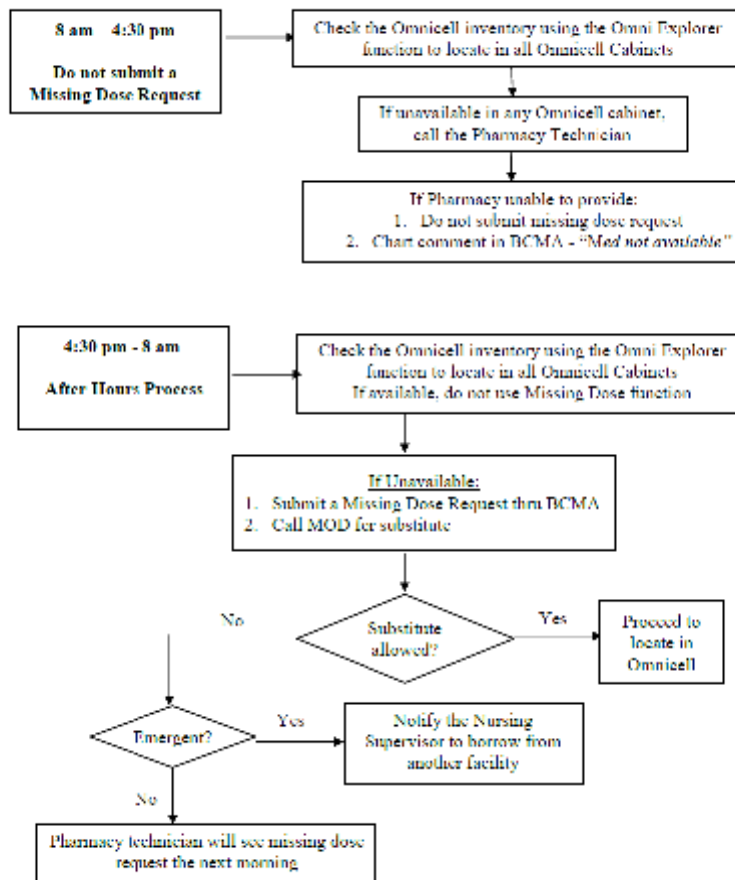 8 am 4:30 pm
Do not submit a
Missing Dose Request
Check the Omnicell inventory using the Omni Explorer
function to locate in all Omnicell Cabinets
If unavailable in any Omnicell cabinet,
call the Pharmacy Technician
If Pharmacy unable to provide:
1. Do not submit missing dose request
2. Chart comment in BCMA - “Med not available”
4:30 pm - 8 am
After Hours Process
Check the Omnicell inventory using the Omni Explorer
function to locate in all Omnicell Cabinets
If available, do not use Missing Dose function
If Unavailable:
1. Submit a Missing Dose Request thru BCMA
2. Call MOD for substitute
Substitute
allowed?
No
Yes
Proceed to
locate in
Omnicell
Emergent?
Yes
Notify the Nursing
Supervisor to borrow from
another facility
No
Pharmacy technician will see missing dose
request the next morning